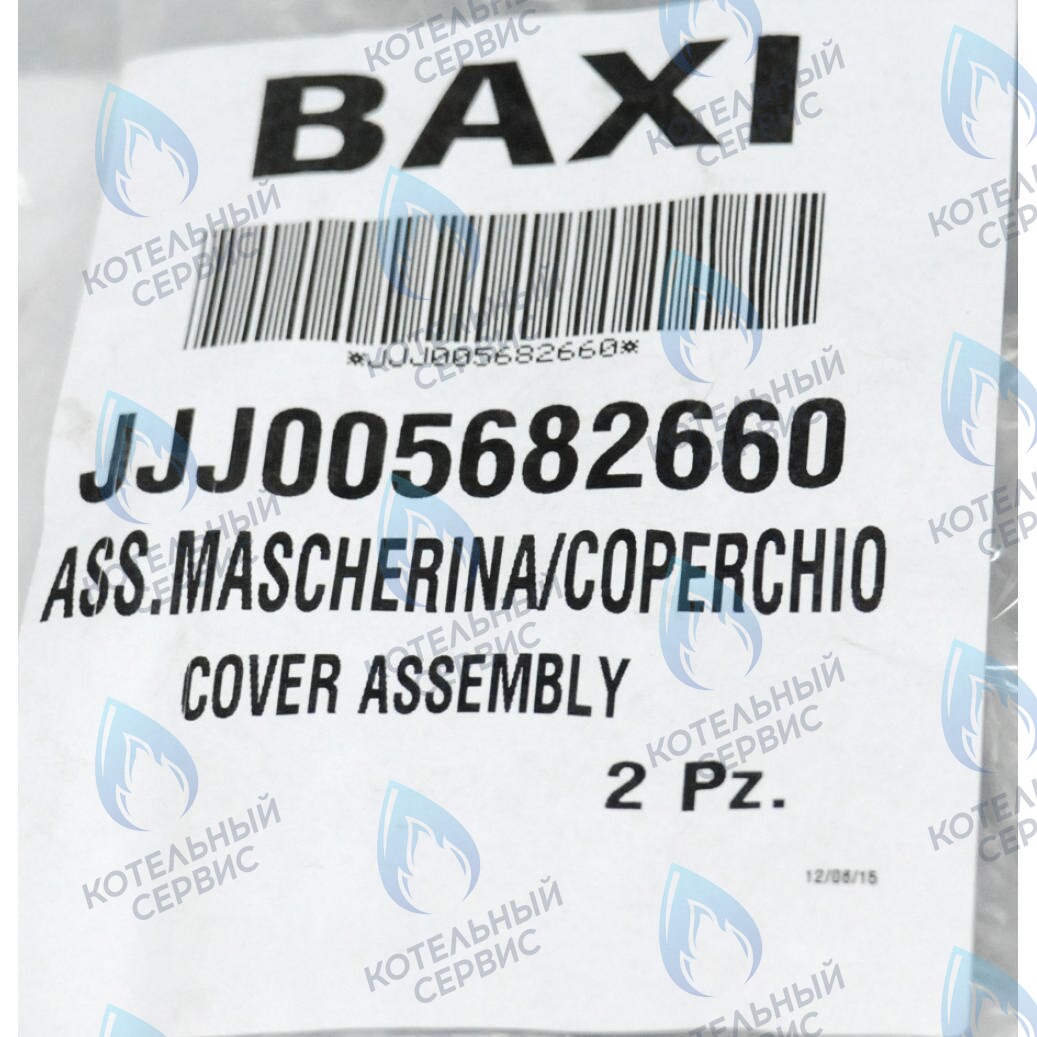 BAXI
*JJJ005682660*
JJJ005682660
ASS.MASCHERINA/COPERCHIO
COVER ASSEMBLY
2 Pz.
12/06/15
КОТЕЛЬНЫЙ
СЕРВИС